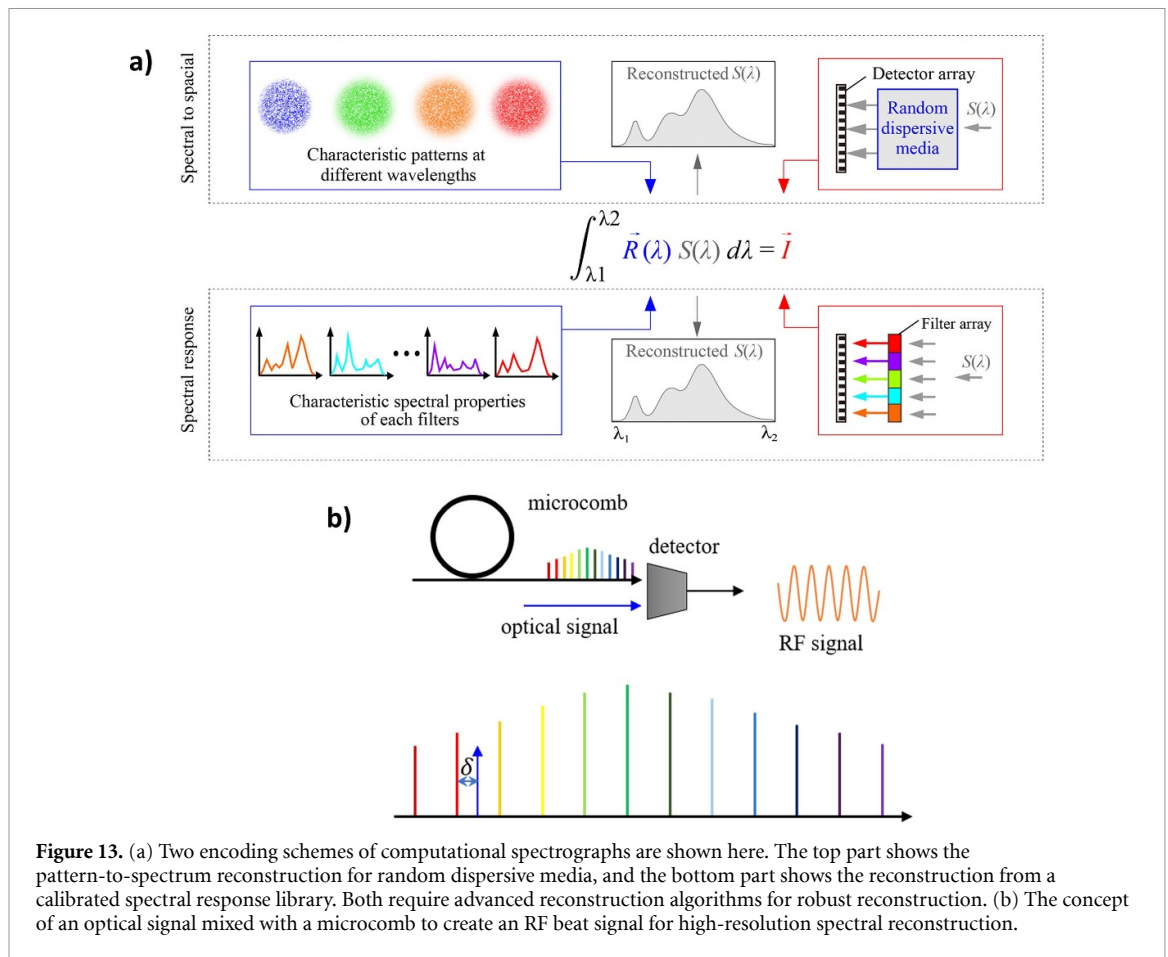 a)
Spectral to spacial
Characteristic patterns at
different wavelengths
Reconstructed S(λ)
Detector array
Random
dispersive
media
S(λ)
∫λ1λ2 R⃗(λ) S(λ) dλ = I⃗
Spectral response
Characteristic spectral properties
of each filters
Reconstructed S(λ)
λ₁ λ₂
Filter array
S(λ)
b)
microcomb
detector
optical signal
RF signal
δ
Figure 13. (a) Two encoding schemes of computational spectrographs are shown here. The top part shows the
pattern-to-spectrum reconstruction for random dispersive media, and the bottom part shows the reconstruction from a
calibrated spectral response library. Both require advanced reconstruction algorithms for robust reconstruction. (b) The concept
of an optical signal mixed with a microcomb to create an RF beat signal for high-resolution spectral reconstruction.